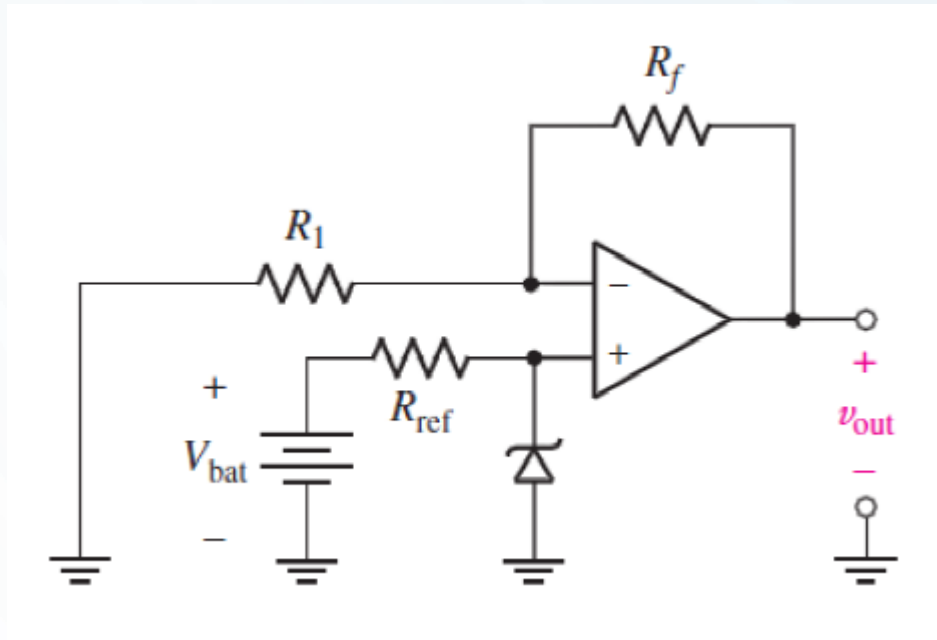 R_f
R_1
−
+
R_ref
+
V_bat
−
+
v_out
−